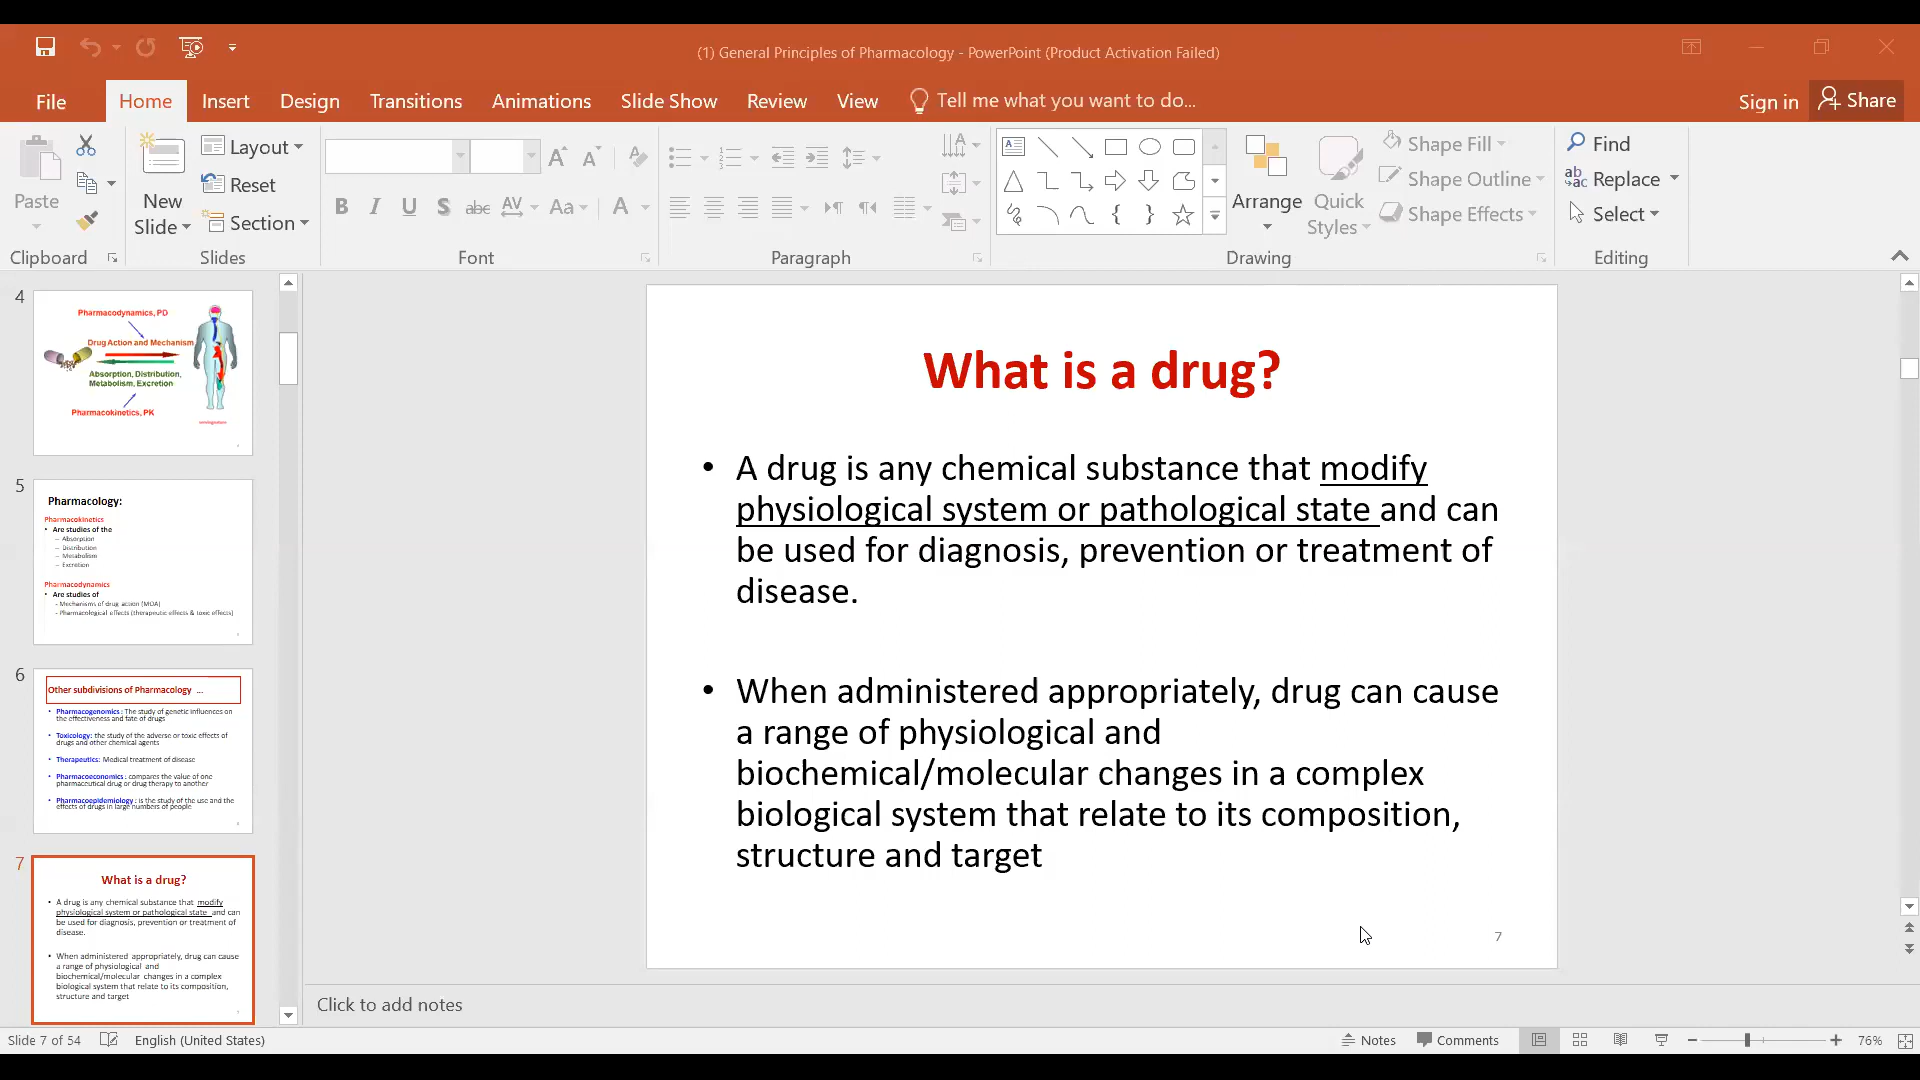 (1) General Principles of Pharmacology - PowerPoint (Product Activation Failed)
File Home Insert Design Transitions Animations Slide Show Review View Tell me what you want to do... Sign in Share
Paste
New
Slide
Layout
Reset
Section
B I U S abc AV Aa A
Arrange
Quick
Styles
Shape Fill
Shape Outline
Shape Effects
Find
Replace
Select
Clipboard Slides Font Paragraph Drawing Editing
4
Pharmacodynamics, PD
Drug Action and Mechanism
Absorption, Distribution,
Metabolism, Excretion
Pharmacokinetics, PK
5
Pharmacology:
Pharmacokinetics
• Are studies of the
– Absorption
– Distribution
– Metabolism
– Excretion
Pharmacodynamics
• Are studies of
- Mechanisms of drug action (MOA)
- Pharmacological effects (therapeutic effects & toxic effects)
6
Other subdivisions of Pharmacology ...
• Pharmacogenomics: The study of genetic influences on
the effectiveness and fate of drugs
• Toxicology: the study of the adverse or toxic effects of
drugs and other chemical agents
• Therapeutics: Medical treatment of disease
• Pharmacoeconomics: compares the value of one
pharmaceutical drug or drug therapy to another
• Pharmacoepidemiology: is the study of the use and the
effects of drugs in large numbers of people
7
What is a drug?
• A drug is any chemical substance that modify
physiological system or pathological state and can
be used for diagnosis, prevention or treatment of
disease.
• When administered appropriately, drug can cause
a range of physiological and
biochemical/molecular changes in a complex
biological system that relate to its composition,
structure and target
What is a drug?
• A drug is any chemical substance that modify
physiological system or pathological state and can
be used for diagnosis, prevention or treatment of
disease.
• When administered appropriately, drug can cause
a range of physiological and
biochemical/molecular changes in a complex
biological system that relate to its composition,
structure and target
7
Click to add notes
Slide 7 of 54 English (United States) Notes Comments 76%